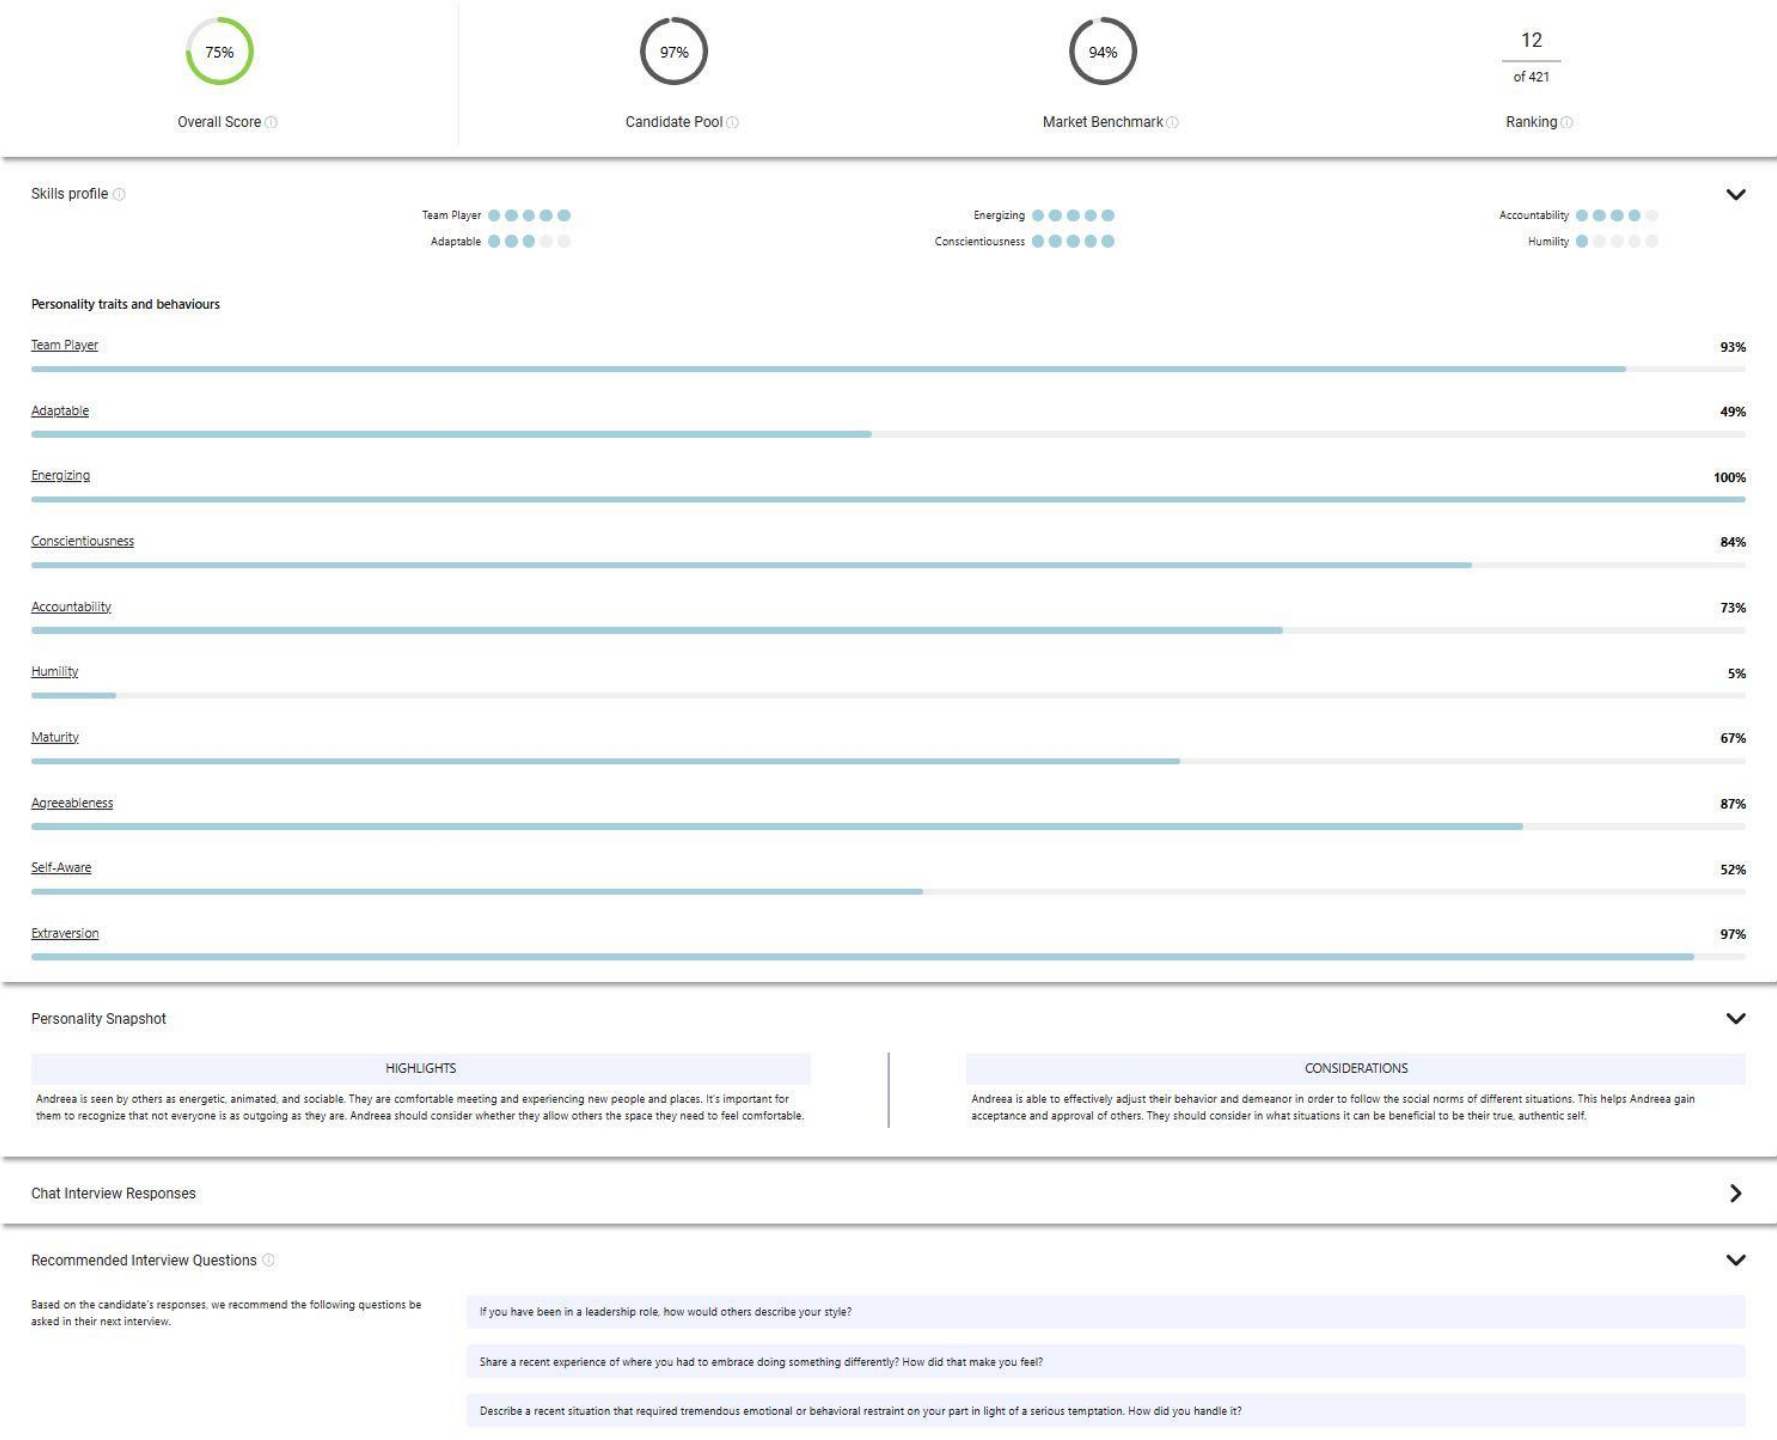 75%
97%
94%
12
of 421
Overall Score
Candidate Pool
Market Benchmark
Ranking
Skills profile
Team Player
Energizing
Accountability
Adaptable
Conscientiousness
Humility
Personality traits and behaviours
Team Player
93%
Adaptable
49%
Energizing
100%
Conscientiousness
84%
Accountability
73%
Humility
5%
Maturity
67%
Agreeableness
87%
Self-Aware
52%
Extraversion
97%
Personality Snapshot
HIGHLIGHTS
Andreea is seen by others as energetic, animated, and sociable. They are comfortable meeting and experiencing new people and places. It's important for
them to recognize that not everyone is as outgoing as they are. Andreea should consider whether they allow others the space they need to feel comfortable.
CONSIDERATIONS
Andreea is able to effectively adjust their behavior and demeanor in order to follow the social norms of different situations. This helps Andreea gain
acceptance and approval of others. They should consider in what situations it can be beneficial to be their true, authentic self.
Chat Interview Responses
Recommended Interview Questions
Based on the candidate's responses, we recommend the following questions be
asked in their next interview.
If you have been in a leadership role, how would others describe your style?
Share a recent experience of where you had to embrace doing something differently? How did that make you feel?
Describe a recent situation that required tremendous emotional or behavioral restraint on your part in light of a serious temptation. How did you handle it?